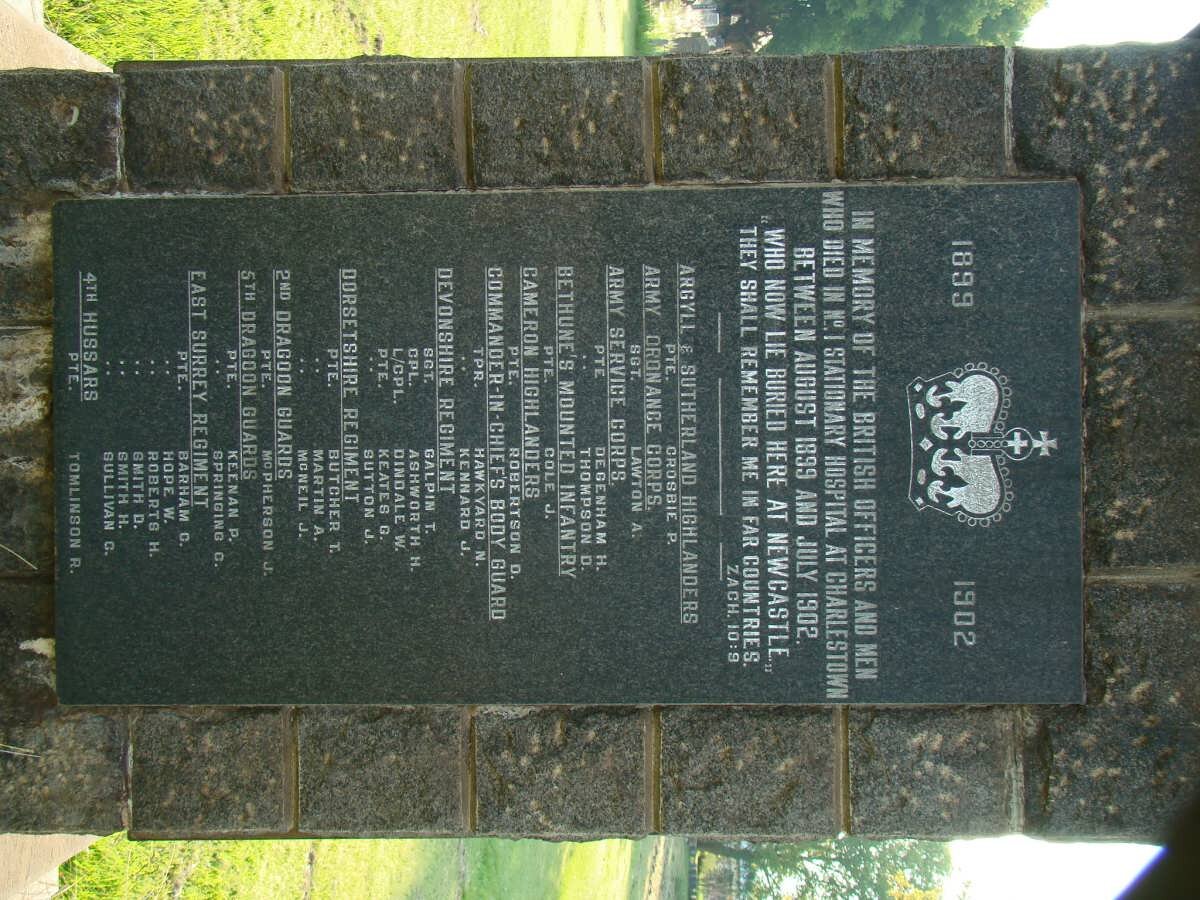 1899 1902
IN MEMORY OF THE BRITISH OFFICERS AND MEN
WHO DIED IN No. 1 STATIONARY HOSPITAL AT CHARLESTOWN
BETWEEN AUGUST 1899 AND JULY 1902.
WHO NOW LIE BURIED HERE AT NEWCASTLE.
"THEY SHALL REMEMBER ME IN FAR COUNTRIES."
ZACH. 10:9
ARGYLL & SUTHERLAND HIGHLANDERS
PTE. CROSBIE P.
ARMY ORDNANCE CORPS.
SGT. LAWTON A.
ARMY SERVICE CORPS
PTE. DEGENHAM H.
.. THOMPSON D.
BETHUNE'S MOUNTED INFANTRY
PTE. COLE J.
CAMERON HIGHLANDERS
PTE. ROBERTSON D.
COMMANDER-IN-CHIEF'S BODY GUARD
TPR. HAWKYARD N.
.. KENNARD J.
DEVONSHIRE REGIMENT
SGT. GALPIN T.
CPL. ASHWORTH H.
L/CPL. DINDALE W.
PTE. KEATES G.
.. SUTTON J.
DORSETSHIRE REGIMENT
PTE. BUTCHER T.
.. MARTIN A.
.. McNEIL J.
2ND DRAGOON GUARDS
PTE. McPHERSON J.
5TH DRAGOON GUARDS
PTE. KEENAN P.
.. SPRINGING C.
EAST SURREY REGIMENT
PTE. BARHAM C.
.. HOPE W.
.. ROBERTS H.
.. SMITH D.
.. SMITH H.
.. SULLIVAN C.
4TH HUSSARS
PTE. TOMLINSON R.